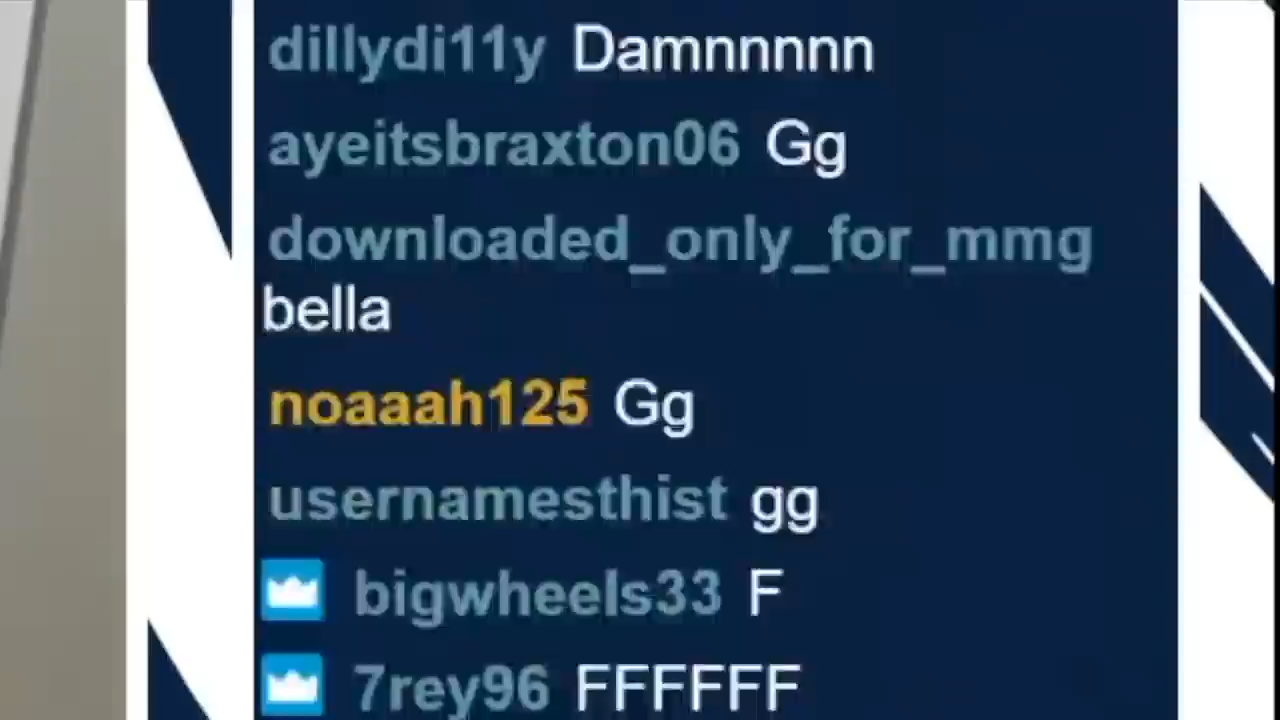 dillydi11y Damnnnnn
ayeitsbraxton06 Gg
downloaded_only_for_mmg
bella
noaaah125 Gg
usernamesthist gg
bigwheels33 F
7rey96 FFFFFF